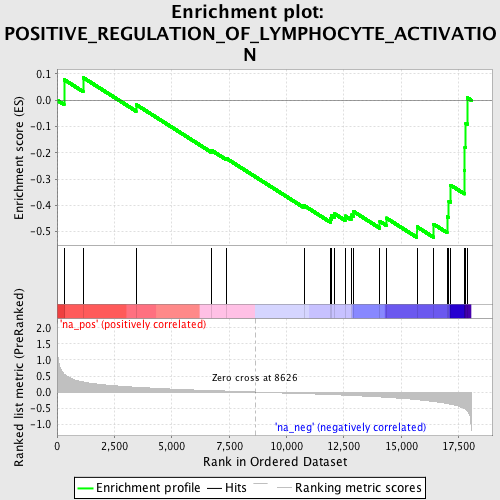 Enrichment plot:
POSITIVE_REGULATION_OF_LYMPHOCYTE_ACTIVATIO
N
Enrichment score (ES)
0.1
0.0
-0.1
-0.2
-0.3
-0.4
-0.5
'na_pos' (positively correlated)
Ranked list metric (PreRanked)
2.0
1.5
1.0
0.5
0.0
-0.5
-1.0
Zero cross at 8626
'na_neg' (negatively correlated)
0
2,500
5,000
7,500
10,000
12,500
15,000
17,500
Rank in Ordered Dataset
Enrichment profile
Hits
Ranking metric scores